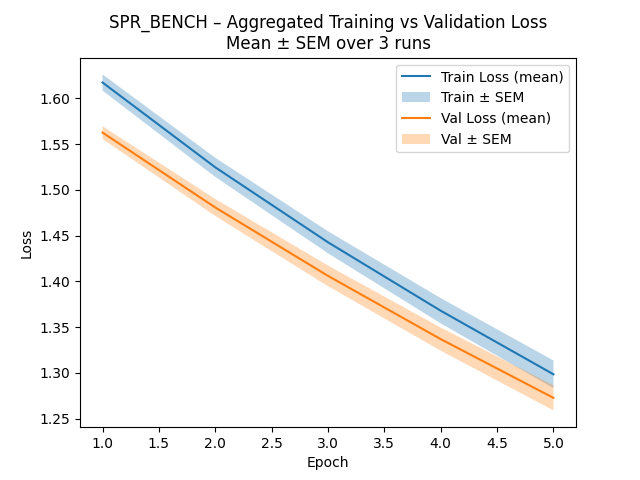 SPR_BENCH – Aggregated Training vs Validation Loss
Mean ± SEM over 3 runs
Train Loss (mean)
Train ± SEM
Val Loss (mean)
Val ± SEM
Loss
1.60
1.55
1.50
1.45
1.40
1.35
1.30
1.25
1.0 1.5 2.0 2.5 3.0 3.5 4.0 4.5 5.0
Epoch